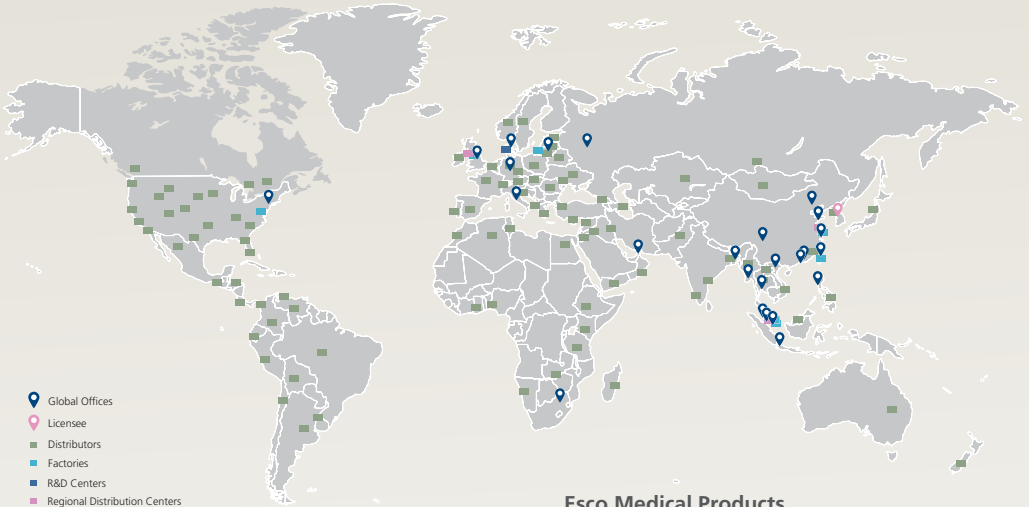 Global Offices
Licensee
Distributors
Factories
R&D Centers
Regional Distribution Centers
Esco Medical Products